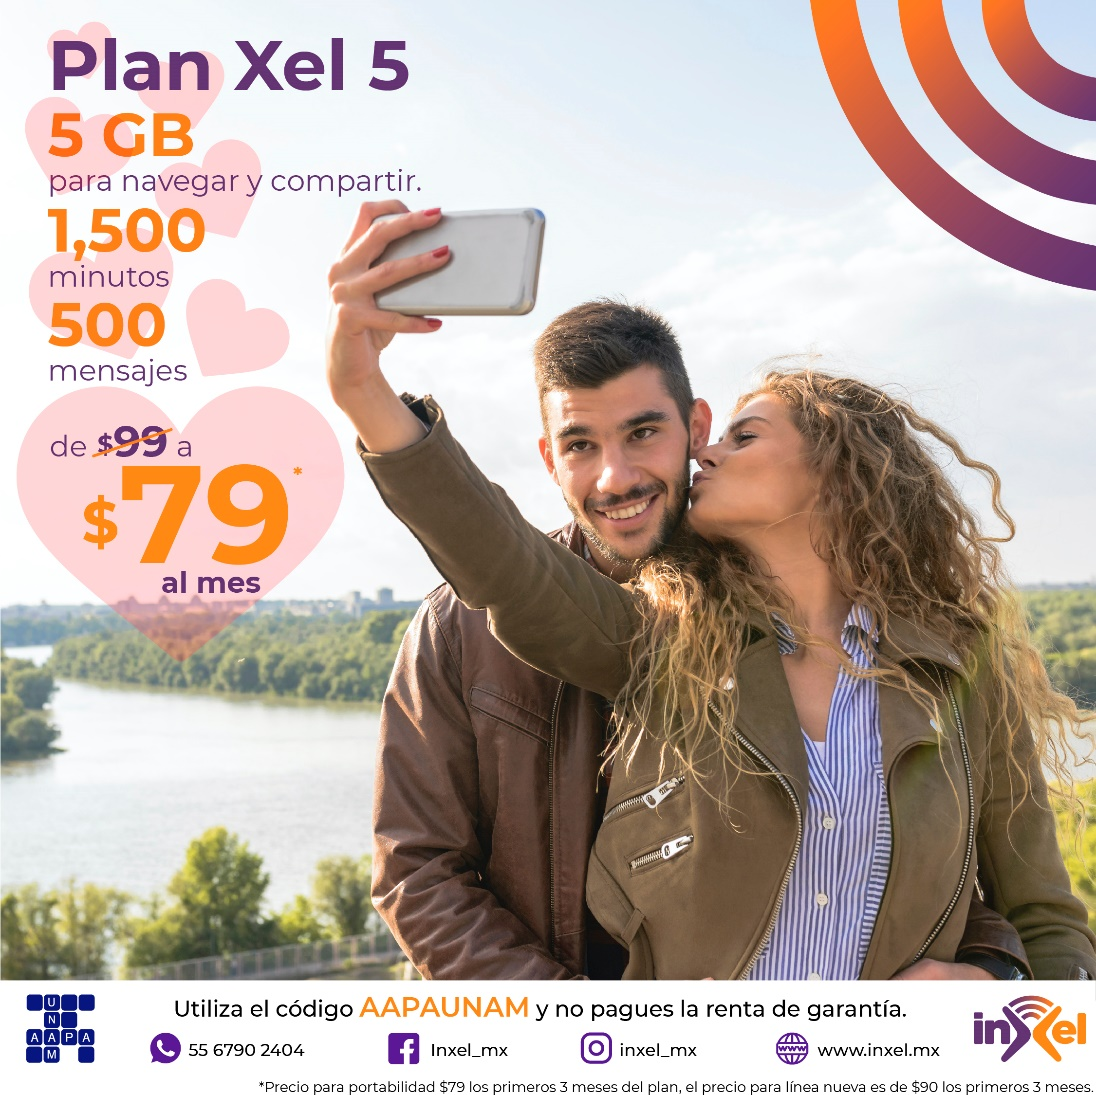 Plan Xel 5
5 GB
para navegar y compartir.
1,500
minutos
500
mensajes
de $99 a
$79*
al mes
Utiliza el código AAPAUNAM y no pagues la renta de garantía.
UNAM
AAPA
55 6790 2404
Inxel_mx
inxel_mx
www.inxel.mx
inxel
*Precio para portabilidad $79 los primeros 3 meses del plan, el precio para línea nueva es de $90 los primeros 3 meses.